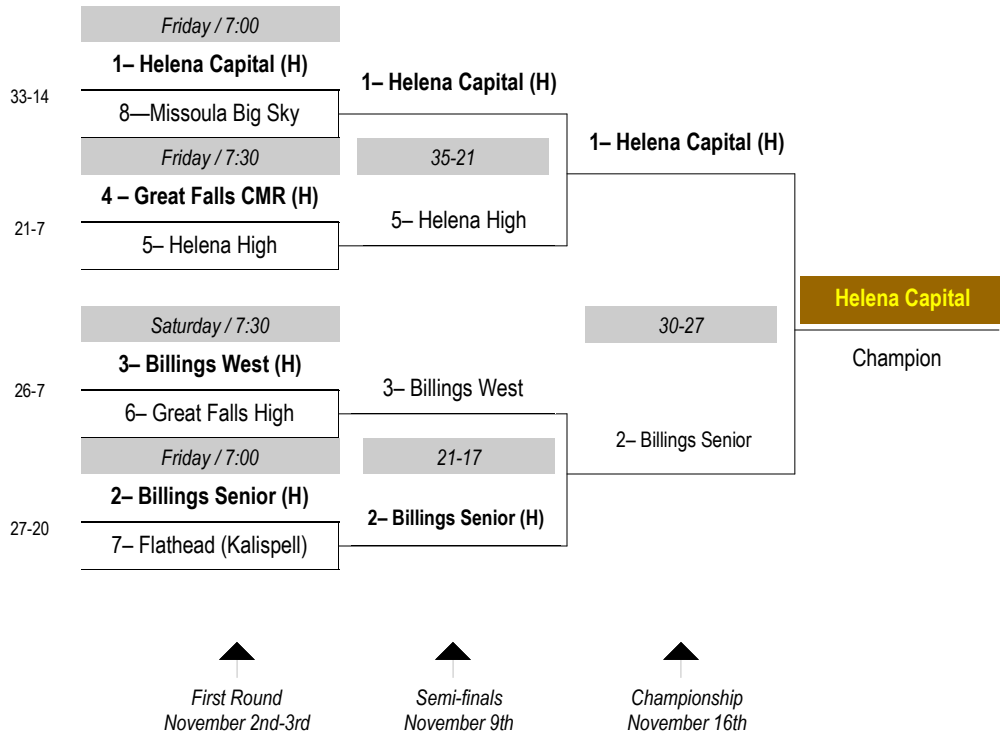 Friday / 7:00
1– Helena Capital (H)
33-14
8—Missoula Big Sky
Friday / 7:30
4 – Great Falls CMR (H)
21-7
5– Helena High
Saturday / 7:30
3– Billings West (H)
26-7
6– Great Falls High
Friday / 7:00
2– Billings Senior (H)
27-20
7– Flathead (Kalispell)
1– Helena Capital (H)
35-21
5– Helena High
3– Billings West
21-17
2– Billings Senior (H)
1– Helena Capital (H)
30-27
2– Billings Senior
Helena Capital
Champion
First Round
November 2nd-3rd
Semi-finals
November 9th
Championship
November 16th